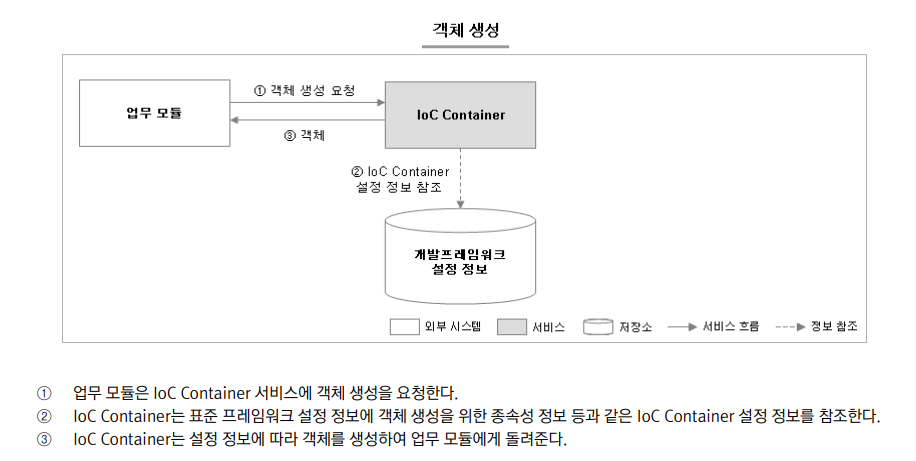 객체 생성
업무 모듈
① 객체 생성 요청
IoC Container
③ 객체
② IoC Container
설정 정보 참조
개발프레임워크
설정 정보
외부 시스템
서비스
저장소
서비스 흐름
정보 참조
① 업무 모듈은 IoC Container 서비스에 객체 생성을 요청한다.
② IoC Container는 표준 프레임워크 설정 정보에 객체 생성을 위한 종속성 정보 등과 같은 IoC Container 설정 정보를 참조한다.
③ IoC Container는 설정 정보에 따라 객체를 생성하여 업무 모듈에게 돌려준다.